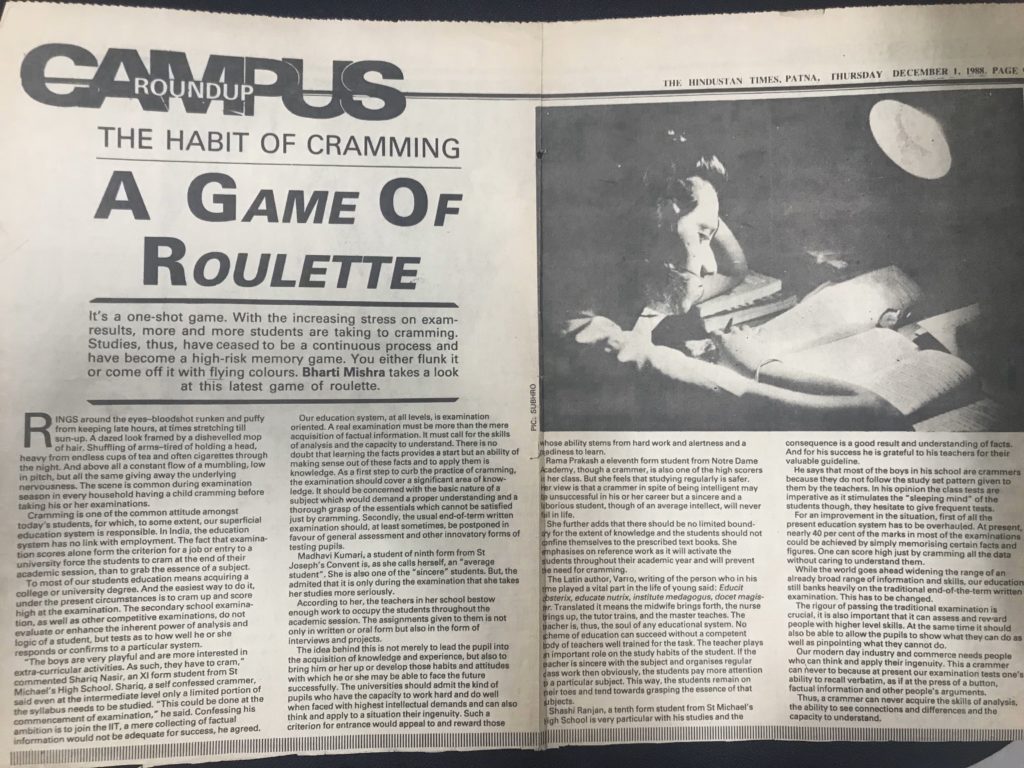 CAMPUS
ROUNDUP
THE HINDUSTAN TIMES, PATNA, THURSDAY DECEMBER 1, 1988. PAGE
THE HABIT OF CRAMMING
A GAME OF
ROULETTE
It's a one-shot game. With the increasing stress on exam-
results, more and more students are taking to cramming.
Studies, thus, have ceased to be a continuous process and
have become a high-risk memory game. You either flunk it
or come off it with flying colours. Bharti Mishra takes a look
at this latest game of roulette.
RINGS around the eyes–bloodshot runken and puffy
from keeping late hours, at times stretching till
sun-up. A dazed look framed by a dishevelled mop
of hair. Shuffling of arms–tired of holding a head,
heavy from endless cups of tea and often cigarettes through
the night. And above all a constant flow of a mumbling, low
in pitch, but all the same giving away the underlying
nervousness. The scene is common during examination
season in every household having a child cramming before
taking his or her examinations.
Cramming is one of the common attitude amongst
today's students, for which, to some extent, our superficial
education system is responsible. In India, the education
system has no link with employment. The fact that examina-
tion scores alone form the criterion for a job or entry to a
university force the students to cram at the end of their
academic session, than to grab the essence of a subject.
To most of our students education means acquiring a
college or university degree. And the easiest way to do it,
under the present circumstances is to cram up and score
high at the examination. The secondary school examina-
tion, as well as other competitive examinations, do not
evaluate or enhance the inherent power of analysis and
logic of a student, but tests as to how well he or she
responds or confirms to a particular system.
"The boys are very playful and are more interested in
extra-curricular activities. As such, they have to cram,"
commented Shariq Nasir, an XI form student from St
Michael's High School. Shariq, a self confessed crammer,
said even at the intermediate level only a limited portion of
the syllabus needs to be studied. "This could be done at the
commencement of examination," he said. Confessing his
ambition is to join the IIT, a mere collecting of factual
information would not be adequate for success, he agreed.
Our education system, at all levels, is examination
oriented. A real examination must be more than the mere
acquisition of factual information. It must call for the skills
of analysis and the capacity to understand. There is no
doubt that learning the facts provides a start but an ability of
making sense out of those facts and to apply them is
knowledge. As a first step to curb the practice of cramming,
the examination should cover a significant area of know-
ledge. It should be concerned with the basic nature of a
subject which would demand a proper understanding and a
thorough grasp of the essentials which cannot be satisfied
just by cramming. Secondly, the usual end-of-term written
examination should, at least sometimes, be postponed in
favour of general assessment and other innovatory forms of
testing pupils.
Madhavi Kumari, a student of ninth form from St
Joseph's Convent is, as she calls herself, an "average
student". She is also one of the "sincere" students. But, the
admitted that it is only during the examination that she takes
her studies more seriously.
According to her, the teachers in her school bestow
enough work to occupy the students throughout the
academic session. The assignments given to them is not
only in written or oral form but also in the form of
interviews and projects.
The idea behind this is not merely to lead the pupil into
the acquisition of knowledge and experience, but also to
bring him or her up or develop those habits and attitudes
with which he or she may be able to face the future
successfully. The universities should admit the kind of
pupils who have the capacity to work hard and do well
when faced with highest intellectual demands and can also
think and apply to a situation their ingenuity. Such a
criterion for entrance would appeal to and reward those
PIC: SUBHRO
whose ability stems from hard work and alertness and a
readiness to learn.
Rama Prakash a eleventh form student from Notre Dame
Academy, though a crammer, is also one of the high scorers
her class. But she feels that studying regularly is safer.
Her view is that a crammer in spite of being intelligent may
be unsuccessful in his or her career but a sincere and a
laborious student, though of an average intellect, will never
fail in life.
She further adds that there should be no limited bound-
ary for the extent of knowledge and the students should not
confine themselves to the prescribed text books. She
emphasises on reference work as it will activate the
students throughout their academic year and will prevent
the need for cramming.
The Latin author, Varro, writing of the person who in his
time played a vital part in the life of young said: Educit
obsterix, educate nutrix, institute medagogus, docet magis-
ter. Translated it means the midwife brings forth, the nurse
brings up, the tutor trains, and the master teaches. The
teacher is, thus, the soul of any educational system. No
scheme of education can succeed without a competent
body of teachers well trained for the task. The teacher plays
an important role on the study habits of the student. If the
teacher is sincere with the subject and organises regular
class work then obviously, the students pay more attention
to a particular subject. This way, the students remain on
their toes and tend towards grasping the essence of that
subjects.
Shashi Ranjan, a tenth form student from St Michael's
High School is very particular with his studies and the
consequence is a good result and understanding of facts.
And for his success he is grateful to his teachers for their
valuable guideline.
He says that most of the boys in his school are crammers
because they do not follow the study set pattern given to
them by the teachers. In his opinion the class tests are
imperative as it stimulates the "sleeping mind" of the
students though, they hesitate to give frequent tests.
For an improvement in the situation, first of all the
present education system has to be overhauled. At present,
nearly 40 per cent of the marks in most of the examinations
could be achieved by simply memorising certain facts and
figures. One can score high just by cramming all the data
without caring to understand them.
While the world goes ahead widening the range of an
already broad range of information and skills, our education
still banks heavily on the traditional end-of-the-term written
examination. This has to be changed.
The rigour of passing the traditional examination is
crucial, it is also important that it can assess and reward
people with higher level skills. At the same time it should
also be able to allow the pupils to show what they can do as
well as pinpointing what they cannot do.
Our modern day industry and commerce needs people
who can think and apply their ingenuity. This a crammer
can never to because at present our examination tests one's
ability to recall verbatim, as if at the press of a button,
factual information and other people's arguments.
Thus, a crammer can never acquire the skills of analysis,
the ability to see connections and differences and the
capacity to understand.